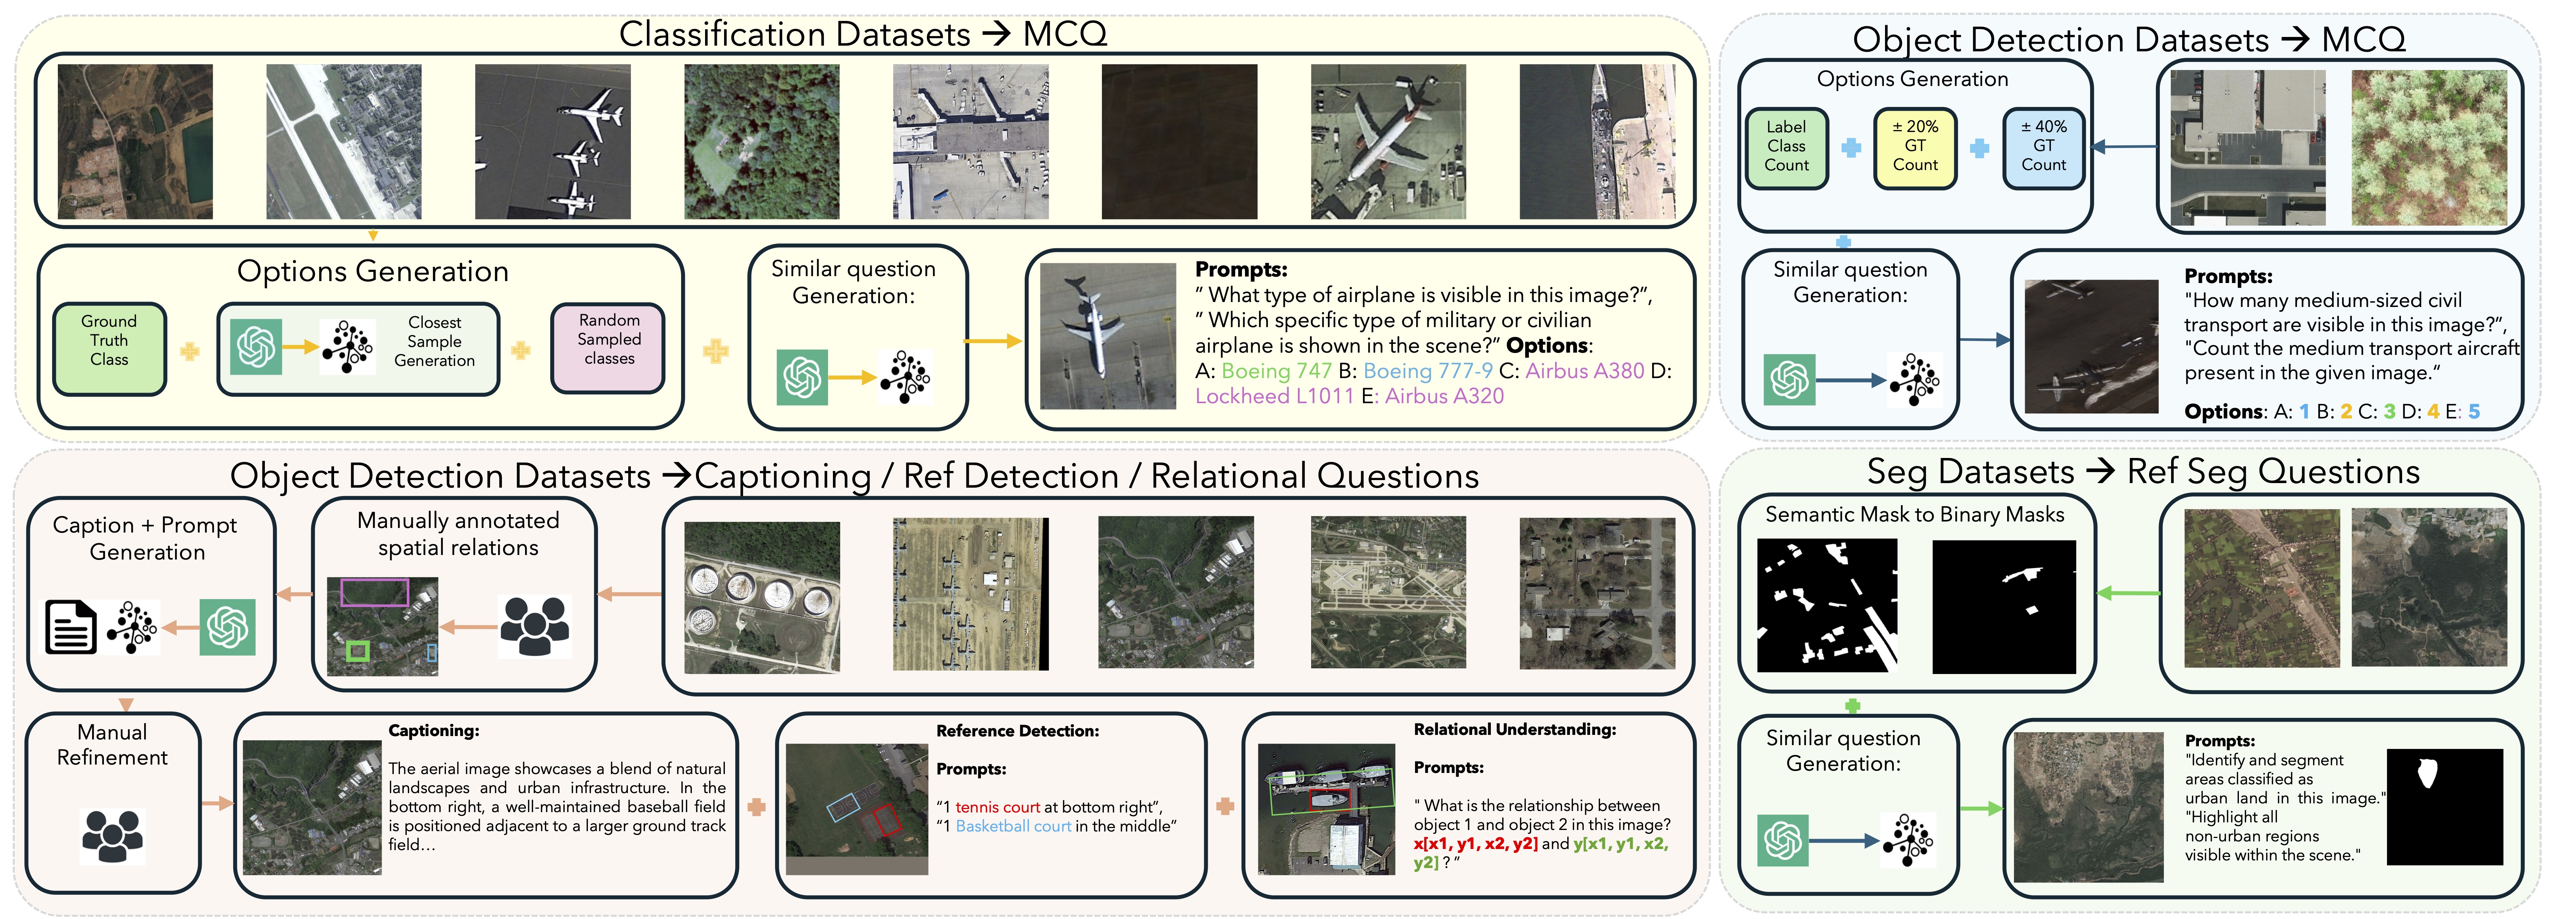 Classification Datasets → MCQ
Options Generation
Ground
Truth
Class
Closest
Sample
Generation
Random
Sampled
classes
Similar question
Generation:
Prompts:
” What type of airplane is visible in this image?”,
” Which specific type of military or civilian
airplane is shown in the scene?” Options:
A: Boeing 747 B: Boeing 777-9 C: Airbus A380 D:
Lockheed L1011 E: Airbus A320
Object Detection Datasets → MCQ
Options Generation
Label
Class
Count
± 20%
GT
Count
± 40%
GT
Count
Similar question
Generation:
Prompts:
"How many medium-sized civil
transport are visible in this image?”,
"Count the medium transport aircraft
present in the given image.”
Options: A: 1 B: 2 C: 3 D: 4 E: 5
Object Detection Datasets →Captioning / Ref Detection / Relational Questions
Caption + Prompt
Generation
Manually annotated
spatial relations
Manual
Refinement
Captioning:
The aerial image showcases a blend of natural
landscapes and urban infrastructure. In the
bottom right, a well-maintained baseball field
is positioned adjacent to a larger ground track
field…
Reference Detection:
Prompts:
“1 tennis court at bottom right”,
“1 Basketball court in the middle”
Relational Understanding:
Prompts:
" What is the relationship between
object 1 and object 2 in this image?
x[x1, y1, x2, y2] and y[x1, y1, x2,
y2] ? ”
Seg Datasets → Ref Seg Questions
Semantic Mask to Binary Masks
Similar question
Generation:
Prompts:
"Identify and segment
areas classified as
urban land in this image."
"Highlight all
non-urban regions
visible within the scene."